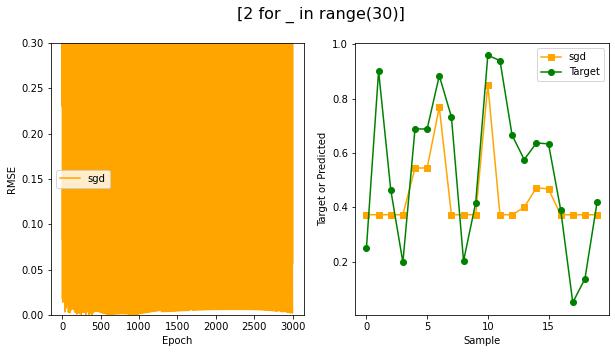 [2 for _ in range(30)]
RMSE
0.30
0.25
0.20
0.15
0.10
0.05
0.00
sgd
0 500 1000 1500 2000 2500 3000
Epoch
Target or Predicted
1.0
0.8
0.6
0.4
0.2
sgd
Target
0 5 10 15
Sample